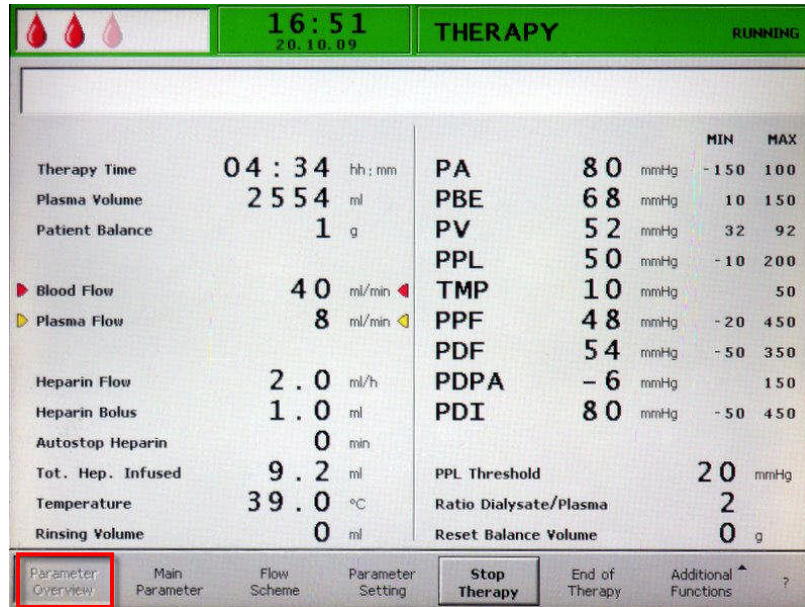 16:51
20.10.09
THERAPY RUNNING
MIN MAX
Therapy Time 04:34 hh:mm
Plasma Volume 2554 ml
Patient Balance 1 g
Blood Flow 40 ml/min
Plasma Flow 8 ml/min
Heparin Flow 2.0 ml/h
Heparin Bolus 1.0 ml
Autostop Heparin 0 min
Tot. Hep. Infused 9.2 ml
Temperature 39.0 °C
Rinsing Volume 0 ml
PA 80 mmHg -150 100
PBE 68 mmHg 10 150
PV 52 mmHg 32 92
PPL 50 mmHg -10 200
TMP 10 mmHg 50
PPF 48 mmHg -20 450
PDF 54 mmHg -50 350
PDPA -6 mmHg 150
PDI 80 mmHg -50 450
PPL Threshold 20 mmHg
Ratio Dialysate/Plasma 2
Reset Balance Volume 0 g
Parameter Overview
Main Parameter
Flow Scheme
Parameter Setting
Stop Therapy
End of Therapy
Additional Functions
?